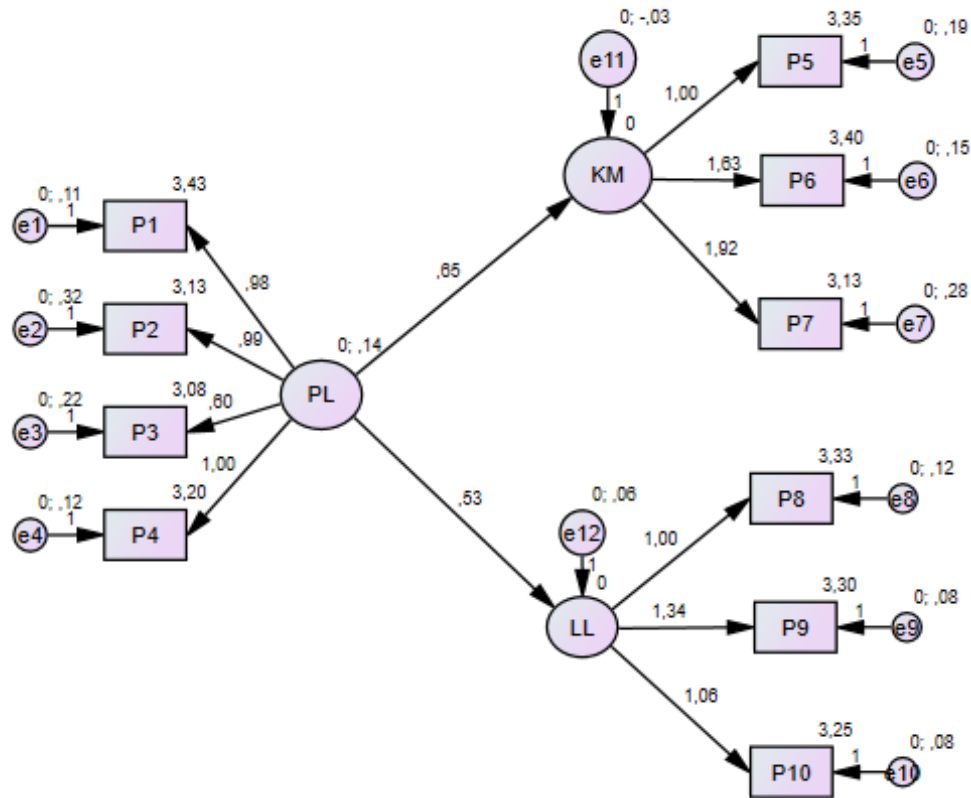 0; -,03
e11
1
0
KM
3,35
P5
1
0; ,19
e5
1,00
3,40
P6
1
0; ,15
e6
1,63
1,92
3,13
P7
1
0; ,28
e7
0; ,11
e1
1
3,43
P1
,98
0; ,32
e2
1
3,13
P2
,99
0; ,22
e3
1
3,08
P3
,60
0; ,12
e4
1
3,20
P4
1,00
0; ,14
PL
,65
,53
0; ,06
e12
1
0
LL
3,33
P8
1
0; ,12
e8
1,00
3,30
P9
1
0; ,08
e9
1,34
1,06
3,25
P10
1
0; ,08
e10